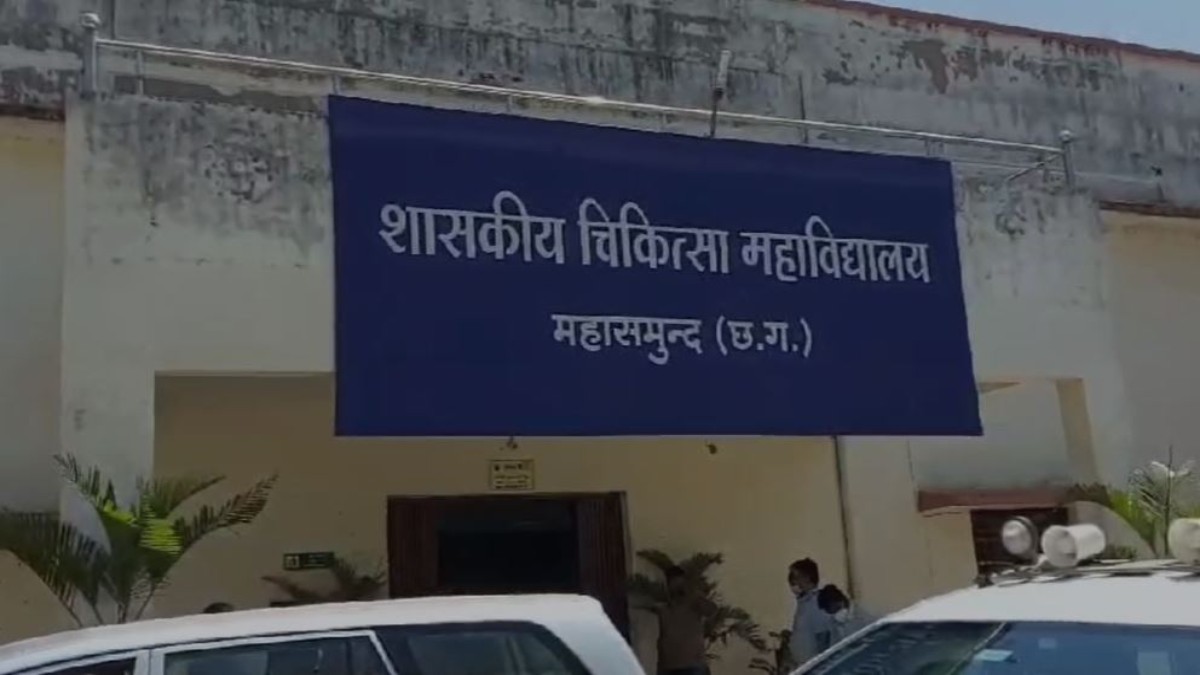 शासकीय चिकित्सा महाविद्यालय
महासमुन्द (छ.ग.)